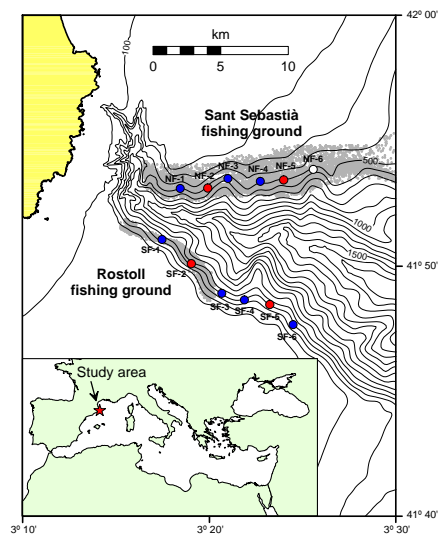 42º 00'
100
km
0 5 10
Sant Sebastià
fishing ground
NF-6
500
NF-3
NF-5
NF-1
NF-2
NF-4
1000
SF-1
1500
Rostoll
fishing ground
SF-2
41º 50'
SF-3
SF-4
SF-5
SF-6
Study area
41º 40'
3º 10'
3º 20'
3º 30'